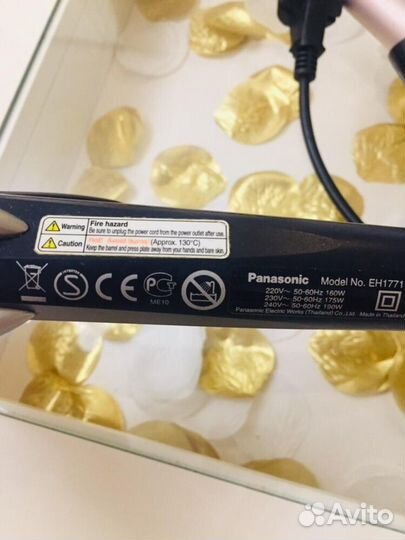 Warning
Fire hazard
Be sure to unplug the power cord from the power outlet after use.
Caution
(Approx. 130°C)
Keep the barrel and press plate away from your hands and bare skin.
Panasonic Model No. EH1771
220V~ 50-60Hz 160W
230V~ 50-60Hz 175W
240V~ 50-60Hz 190W
Panasonic Electric Works (Thailand) Co.,Ltd. Made in Thailand
S
PG
ME10
Avito